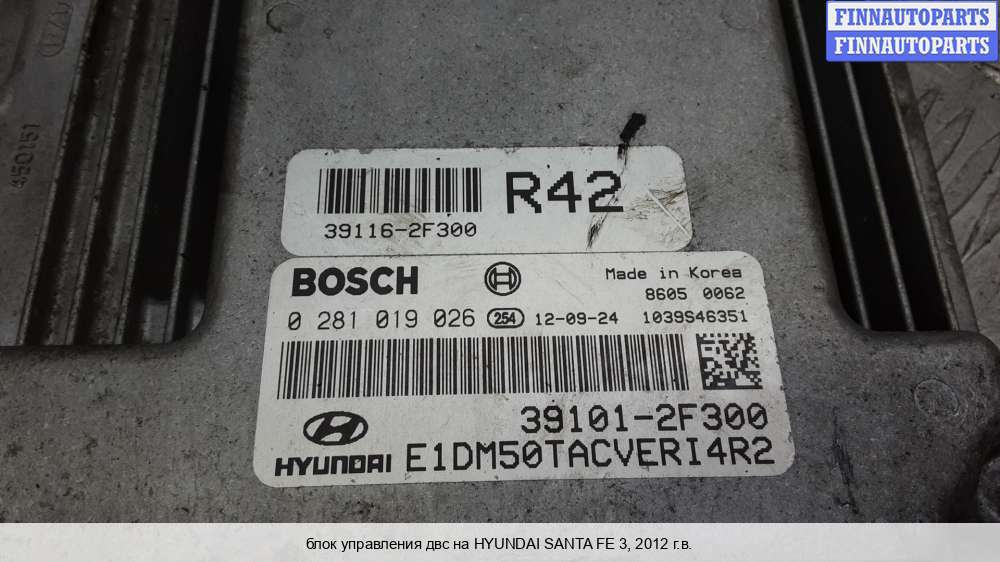 FINNAUTOPARTS
FINNAUTOPARTS
450151
R42
39116-2F300
BOSCH
Made in Korea
8605 0062
0 281 019 026 254 12-09-24 1039S46351
39101-2F300
HYUNDAI E1DM50TACVERI4R2
блок управления двс на HYUNDAI SANTA FE 3, 2012 г.в.